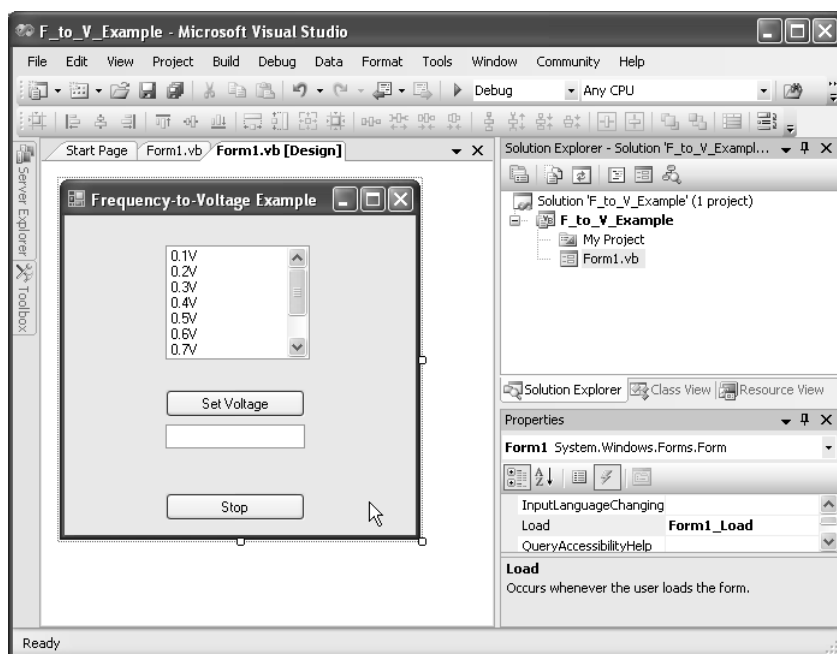 F_to_V_Example - Microsoft Visual Studio
File Edit View Project Build Debug Data Format Tools Window Community Help
Debug Any CPU
Start Page Form1.vb Form1.vb [Design]
Server Explorer
Toolbox
Frequency-to-Voltage Example
0.1V
0.2V
0.3V
0.4V
0.5V
0.6V
0.7V
Set Voltage
Stop
Solution Explorer - Solution 'F_to_V_Exampl...
Solution 'F_to_V_Example' (1 project)
F_to_V_Example
My Project
Form1.vb
Solution Explorer Class View Resource View
Properties
Form1 System.Windows.Forms.Form
InputLanguageChanging
Load Form1_Load
QueryAccessibilityHelp
Load
Occurs whenever the user loads the form.
Ready